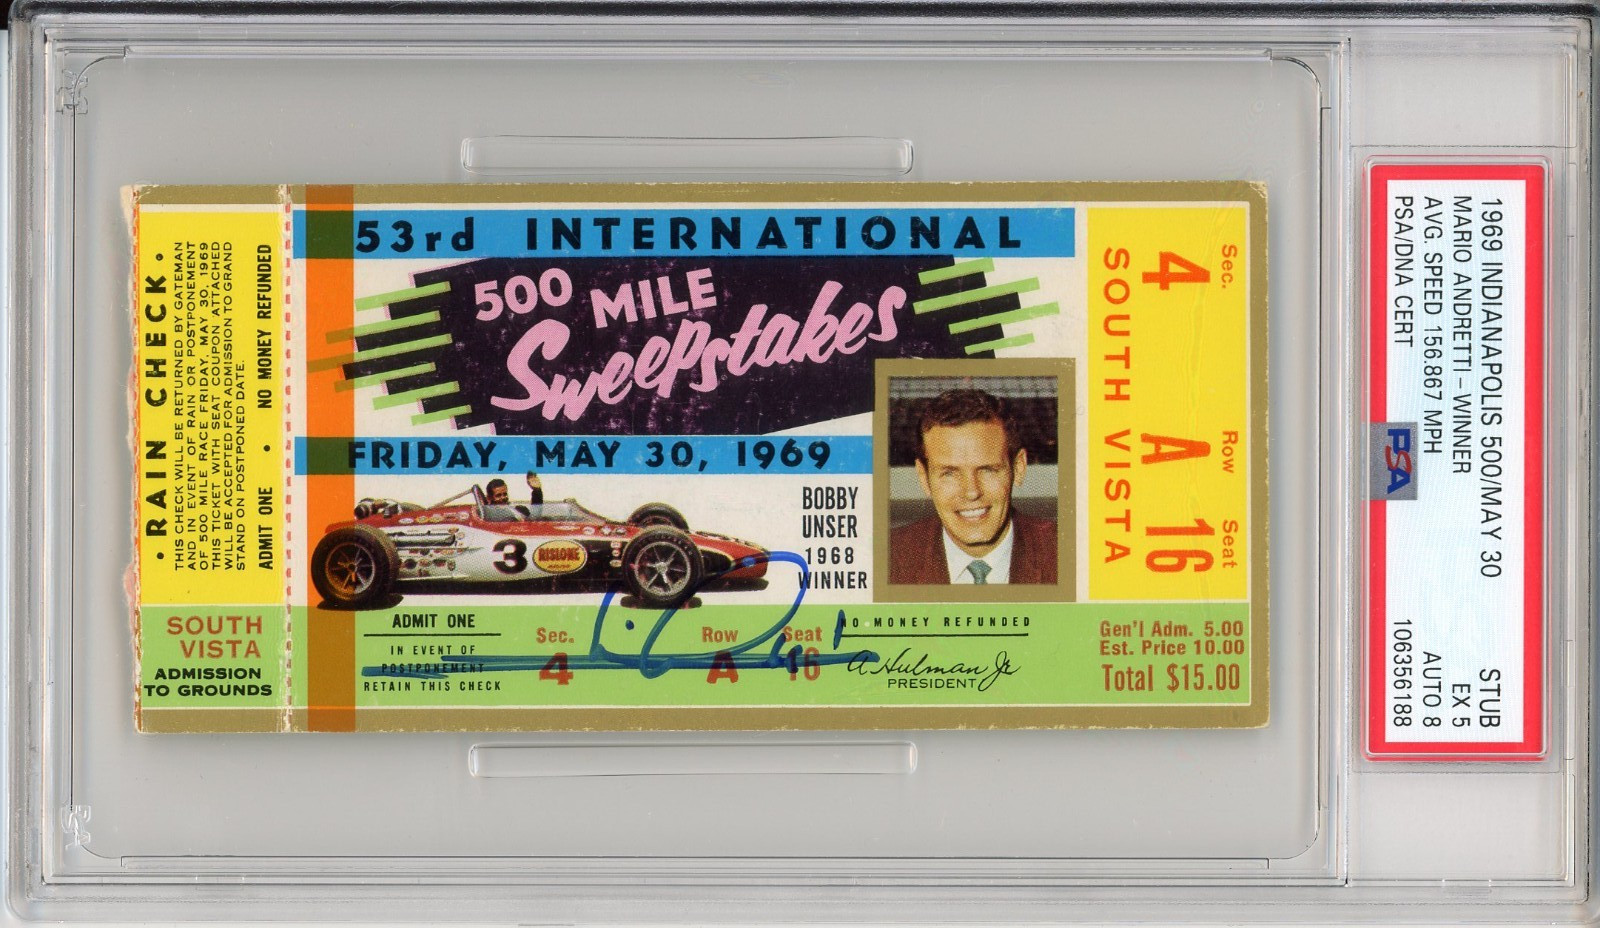 • RAIN CHECK •
THIS CHECK WILL BE RETURNED BY GATEMAN
AND IN EVENT OF RAIN OR POSTPONEMENT
OF 500 MILE RACE FRIDAY, MAY 30, 1969
THIS TICKET WITH SEAT COUPON ATTACHED
WILL BE ACCEPTED FOR ADMISSION TO GRAND
STAND ON POSTPONED DATE.
ADMIT ONE • NO MONEY REFUNDED
SOUTH
VISTA
ADMISSION
TO GROUNDS
53rd INTERNATIONAL
500 MILE
Sweepstakes
FRIDAY, MAY 30, 1969
3
RISLONE
BOBBY
UNSER
1968
WINNER
ADMIT ONE
IN EVENT OF
POSTPONEMENT
RETAIN THIS CHECK
Sec. Row Seat
4 A 16
NO MONEY REFUNDED
A Hulman Jr
PRESIDENT
Sec. Row Seat
4 A 16
SOUTH VISTA
Gen'l Adm. 5.00
Est. Price 10.00
Total $15.00
1969 INDIANAPOLIS 500/MAY 30 STUB
MARIO ANDRETTI – WINNER EX 5
AVG. SPEED 156.867 MPH AUTO 8
PSA/DNA CERT 106356188
PSA